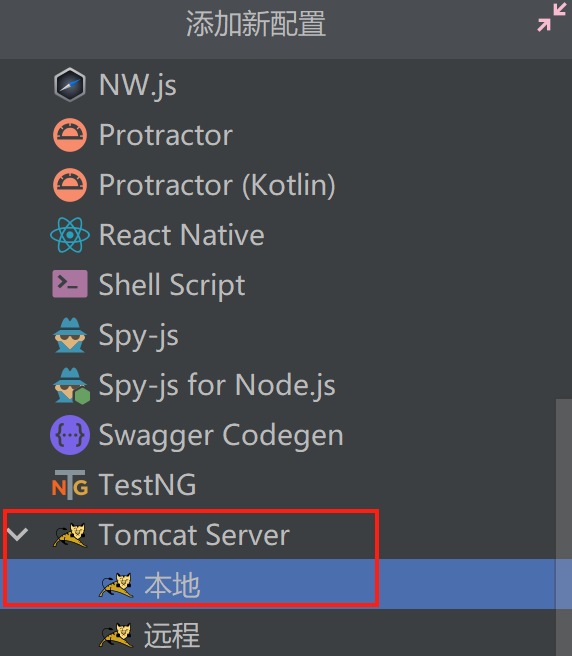 添加新配置
NW.js
Protractor
Protractor (Kotlin)
React Native
Shell Script
Spy-js
Spy-js for Node.js
Swagger Codegen
TestNG
Tomcat Server
本地
远程